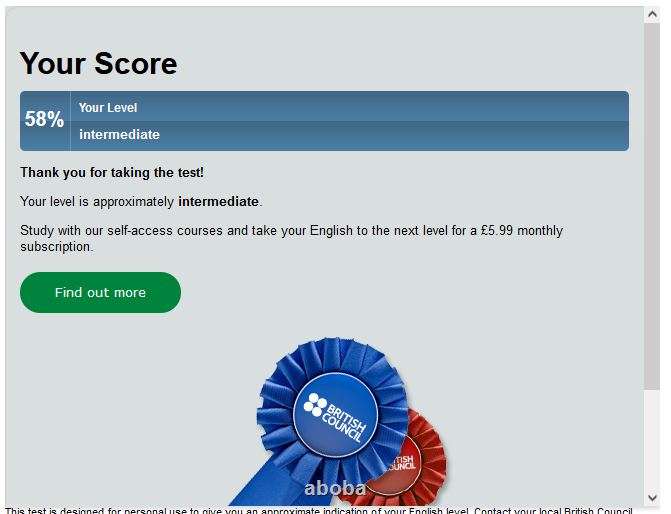 Your Score
58%
Your Level
intermediate
Thank you for taking the test!
Your level is approximately intermediate.
Study with our self-access courses and take your English to the next level for a £5.99 monthly
subscription.
Find out more
BRITISH
COUNCIL
BRITISH
COUNCIL
aboba
This test is designed for personal use to give you an approximate indication of your English level. Contact your local British Council